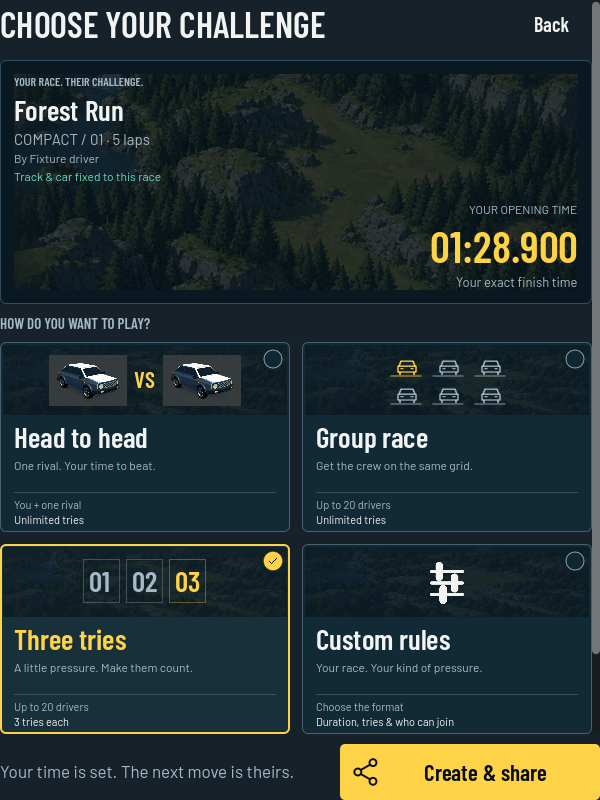 CHOOSE YOUR CHALLENGE
Back
YOUR RACE. THEIR CHALLENGE.
Forest Run
COMPACT / 01 · 5 laps
By Fixture driver
Track & car fixed to this race
YOUR OPENING TIME
01:28.900
Your exact finish time
HOW DO YOU WANT TO PLAY?
VS
Head to head
One rival. Your time to beat.
You + one rival
Unlimited tries
Group race
Get the crew on the same grid.
Up to 20 drivers
Unlimited tries
01 02 03
Three tries
A little pressure. Make them count.
Up to 20 drivers
3 tries each
Custom rules
Your race. Your kind of pressure.
Choose the format
Duration, tries & who can join
Your time is set. The next move is theirs.
Create & share